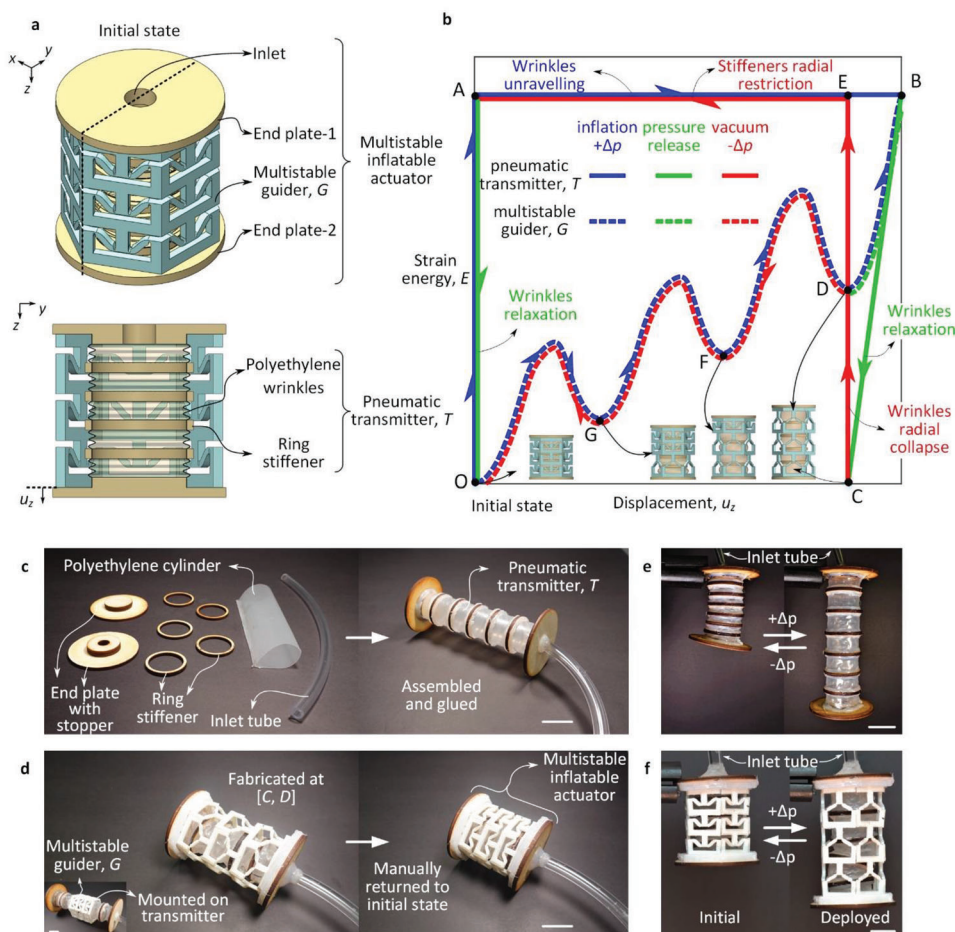 a
Initial state
x
y
z
Inlet
End plate-1
Multistable
guider, G
End plate-2
Multistable
inflatable
actuator
z
y
Polyethylene
wrinkles
Pneumatic
transmitter, T
Ring
stiffener
u_z
b
A
E
B
Wrinkles
unravelling
Stiffeners radial
restriction
inflation
+Δp
pressure
release
vacuum
-Δp
pneumatic
transmitter, T
multistable
guider, G
Strain
energy, E
Wrinkles
relaxation
D
F
G
Wrinkles
relaxation
Wrinkles
radial
collapse
O
C
Initial state
Displacement, u_z
c
Polyethylene cylinder
End plate
with
stopper
Ring
stiffener
Inlet tube
Pneumatic
transmitter, T
Assembled
and glued
e
Inlet tube
+Δp
-Δp
d
Multistable
guider, G
Mounted on
transmitter
Fabricated at
[C, D]
Multistable
inflatable
actuator
Manually
returned to
initial state
f
Inlet tube
+Δp
-Δp
Initial
Deployed